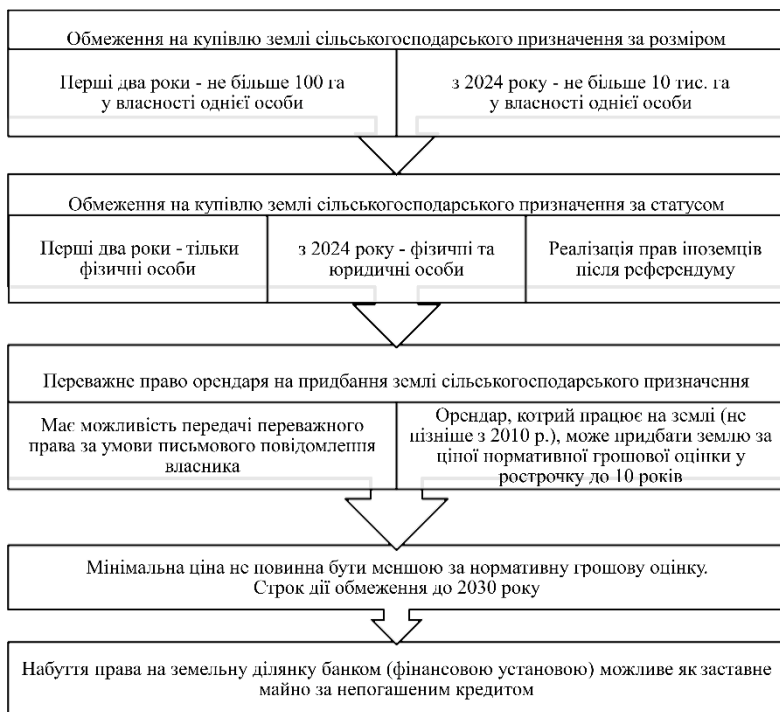 Обмеження на купівлю землі сільськогосподарського призначення за розміром
Перші два роки - не більше 100 га
у власності однієї особи
з 2024 року - не більше 10 тис. га
у власності однієї особи
Обмеження на купівлю землі сільськогосподарського призначення за статусом
Перші два роки - тільки
фізичні особи
з 2024 року - фізичні та
юридичні особи
Реалізація прав іноземців
після референдуму
Переважне право орендаря на придбання землі сільськогосподарського призначення
Має можливість передачі переважного
права за умови письмового повідомлення
власника
Орендар, котрий працює на землі (не
пізніше з 2010 р.), може придбати землю за
ціної нормативної грошової оцінки у
рострочку до 10 років
Мінімальна ціна не повинна бути меншою за нормативну грошову оцінку.
Строк дії обмеження до 2030 року
Набуття права на земельну ділянку банком (фінансовою установою) можливе як заставне
майно за непогашеним кредитом